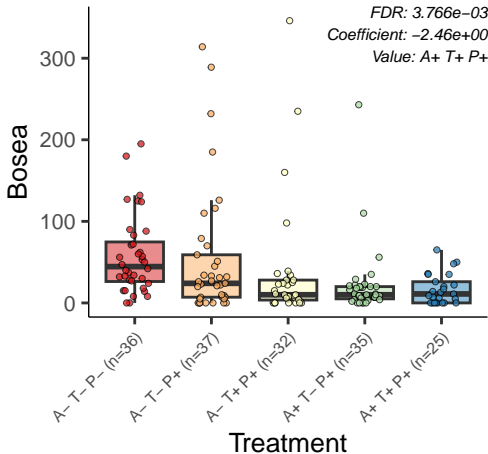 FDR: 3.766e−03
Coefficient: −2.46e+00
Value: A+ T+ P+
300
200
100
0
Bosea
A− T− P− (n=36)
A− T− P+ (n=37)
A− T+ P+ (n=32)
A+ T− P+ (n=35)
A+ T+ P+ (n=25)
Treatment